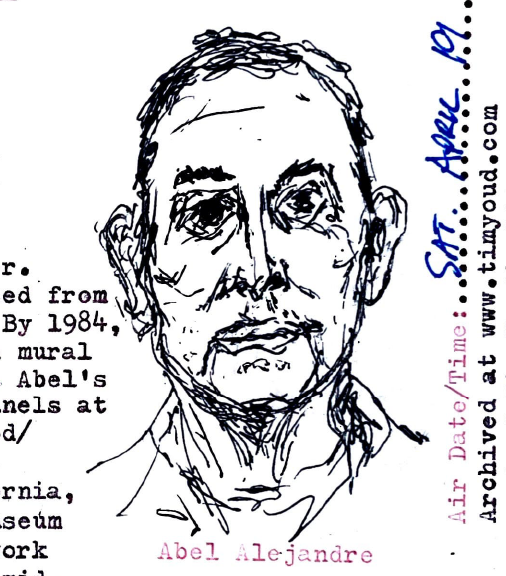 r.
ed from
By 1984,
mural
Abel's
nels at
d/
rnia,
seum
ork
Abel Alejandre
Air Date/Time: SAT. APRIL 19
Archived at www.timyoud.com